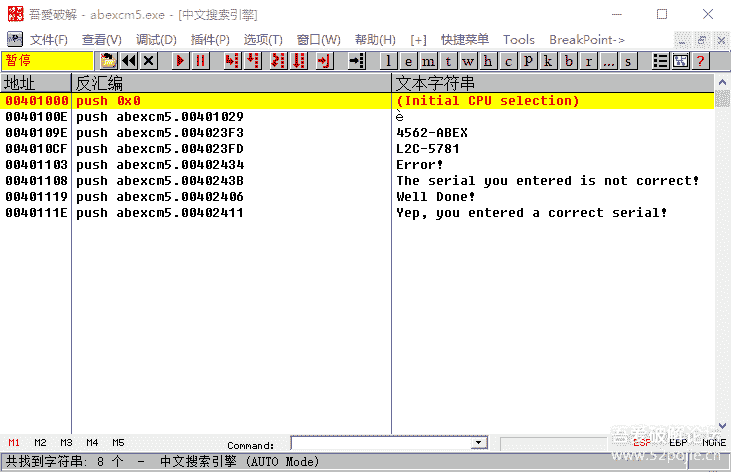 吾愛破解 - abexcm5.exe - [中文搜索引擎]
文件(F) 查看(V) 调试(D) 插件(P) 选项(T) 窗口(W) 帮助(H) [+] 快捷菜单 Tools BreakPoint->
暂停 l e m t w h c p k b r ... s ?
地址 反汇编 文本字符串
00401000 push 0x0 (Initial CPU selection)
0040100E push abexcm5.00401029 è
0040109E push abexcm5.004023F3 4562-ABEX
004010CF push abexcm5.004023FD L2C-5781
00401103 push abexcm5.00402434 Error!
00401108 push abexcm5.0040243B The serial you entered is not correct!
00401119 push abexcm5.00402406 Well Done!
0040111E push abexcm5.00402411 Yep, you entered a correct serial!
M1 M2 M3 M4 M5 Command: ESP EBP NONE
吾爱破解论坛
www.52pojie.cn
共找到字符串: 8 个 - 中文搜索引擎 (AUTO Mode)